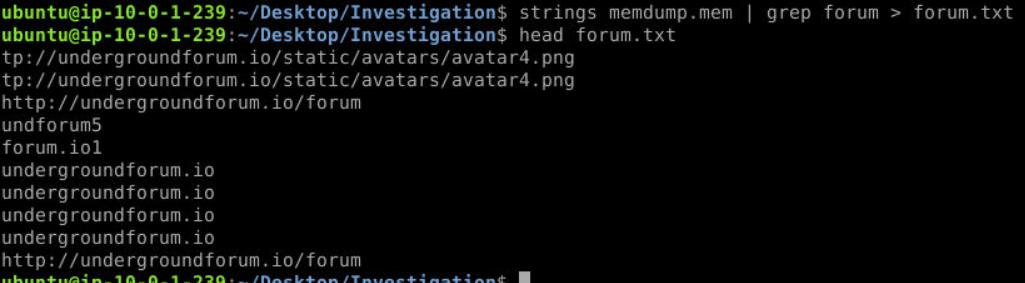 ubuntu@ip-10-0-1-239:~/Desktop/Investigation$ strings memdump.mem | grep forum > forum.txt
ubuntu@ip-10-0-1-239:~/Desktop/Investigation$ head forum.txt
tp://undergroundforum.io/static/avatars/avatar4.png
tp://undergroundforum.io/static/avatars/avatar4.png
http://undergroundforum.io/forum
undforum5
forum.io1
undergroundforum.io
undergroundforum.io
undergroundforum.io
undergroundforum.io
http://undergroundforum.io/forum
ubuntu@ip-10-0-1-239:~/Desktop/Investigation$